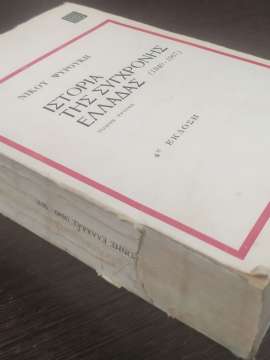 ΝΙΚΟΥ ΨΥΡΟΥΚΗ
ΙΣΤΟΡΙΑ
ΤΗΣ ΣΥΓΧΡΟΝΗΣ
ΕΛΛΑΔΑΣ
(1940-1967)
4η ΕΚΔΟΣΗ